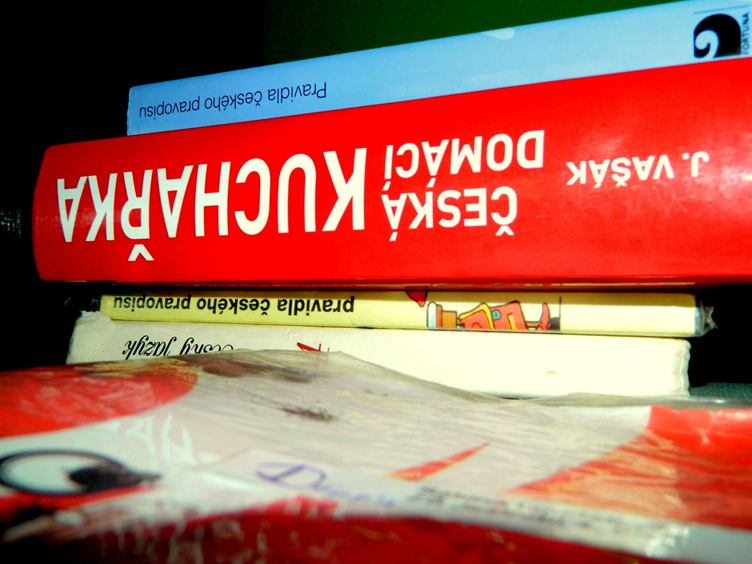 FORTUNA
Pravidla českého pravopisu
J. VAŠÁK
ČESKÁ
DOMÁCÍ
KUCHAŘKA
pravidla českého pravopisu
Český jazyk